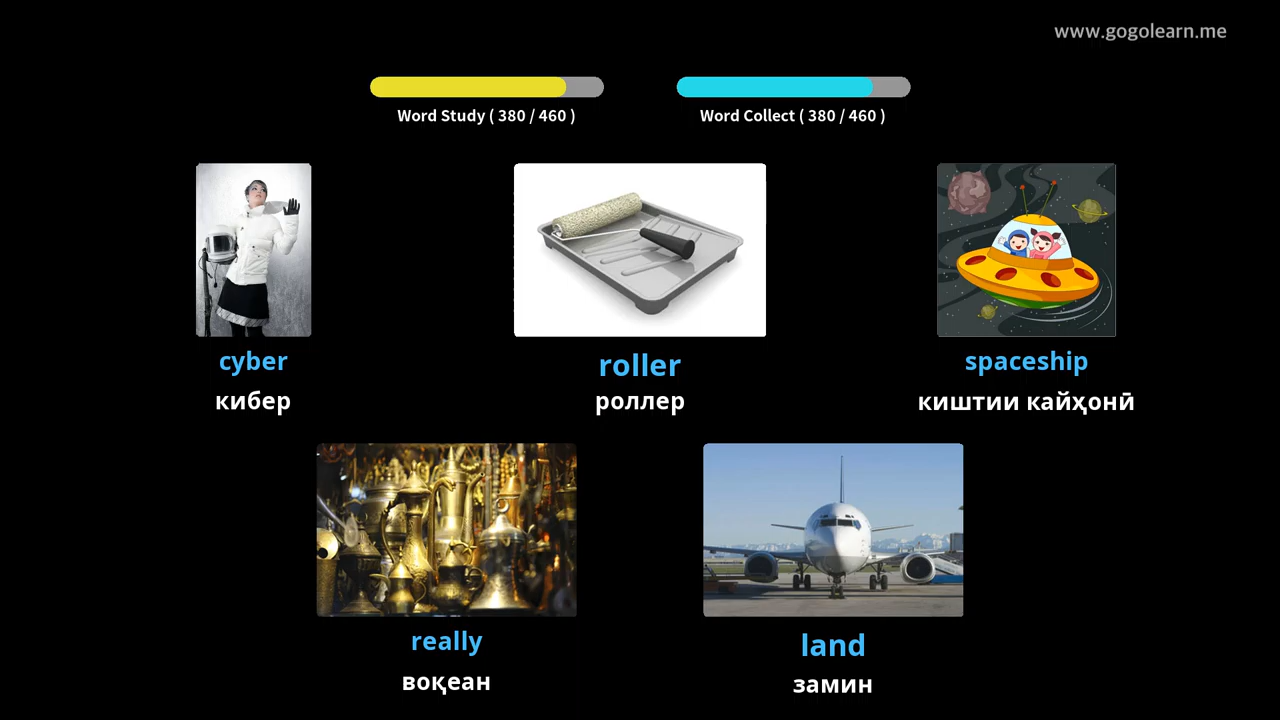 www.gogolearn.me
Word Study ( 380 / 460 )
Word Collect ( 380 / 460 )
cyber
кибер
roller
роллер
spaceship
киштии кайҳонӣ
really
воқеан
land
замин